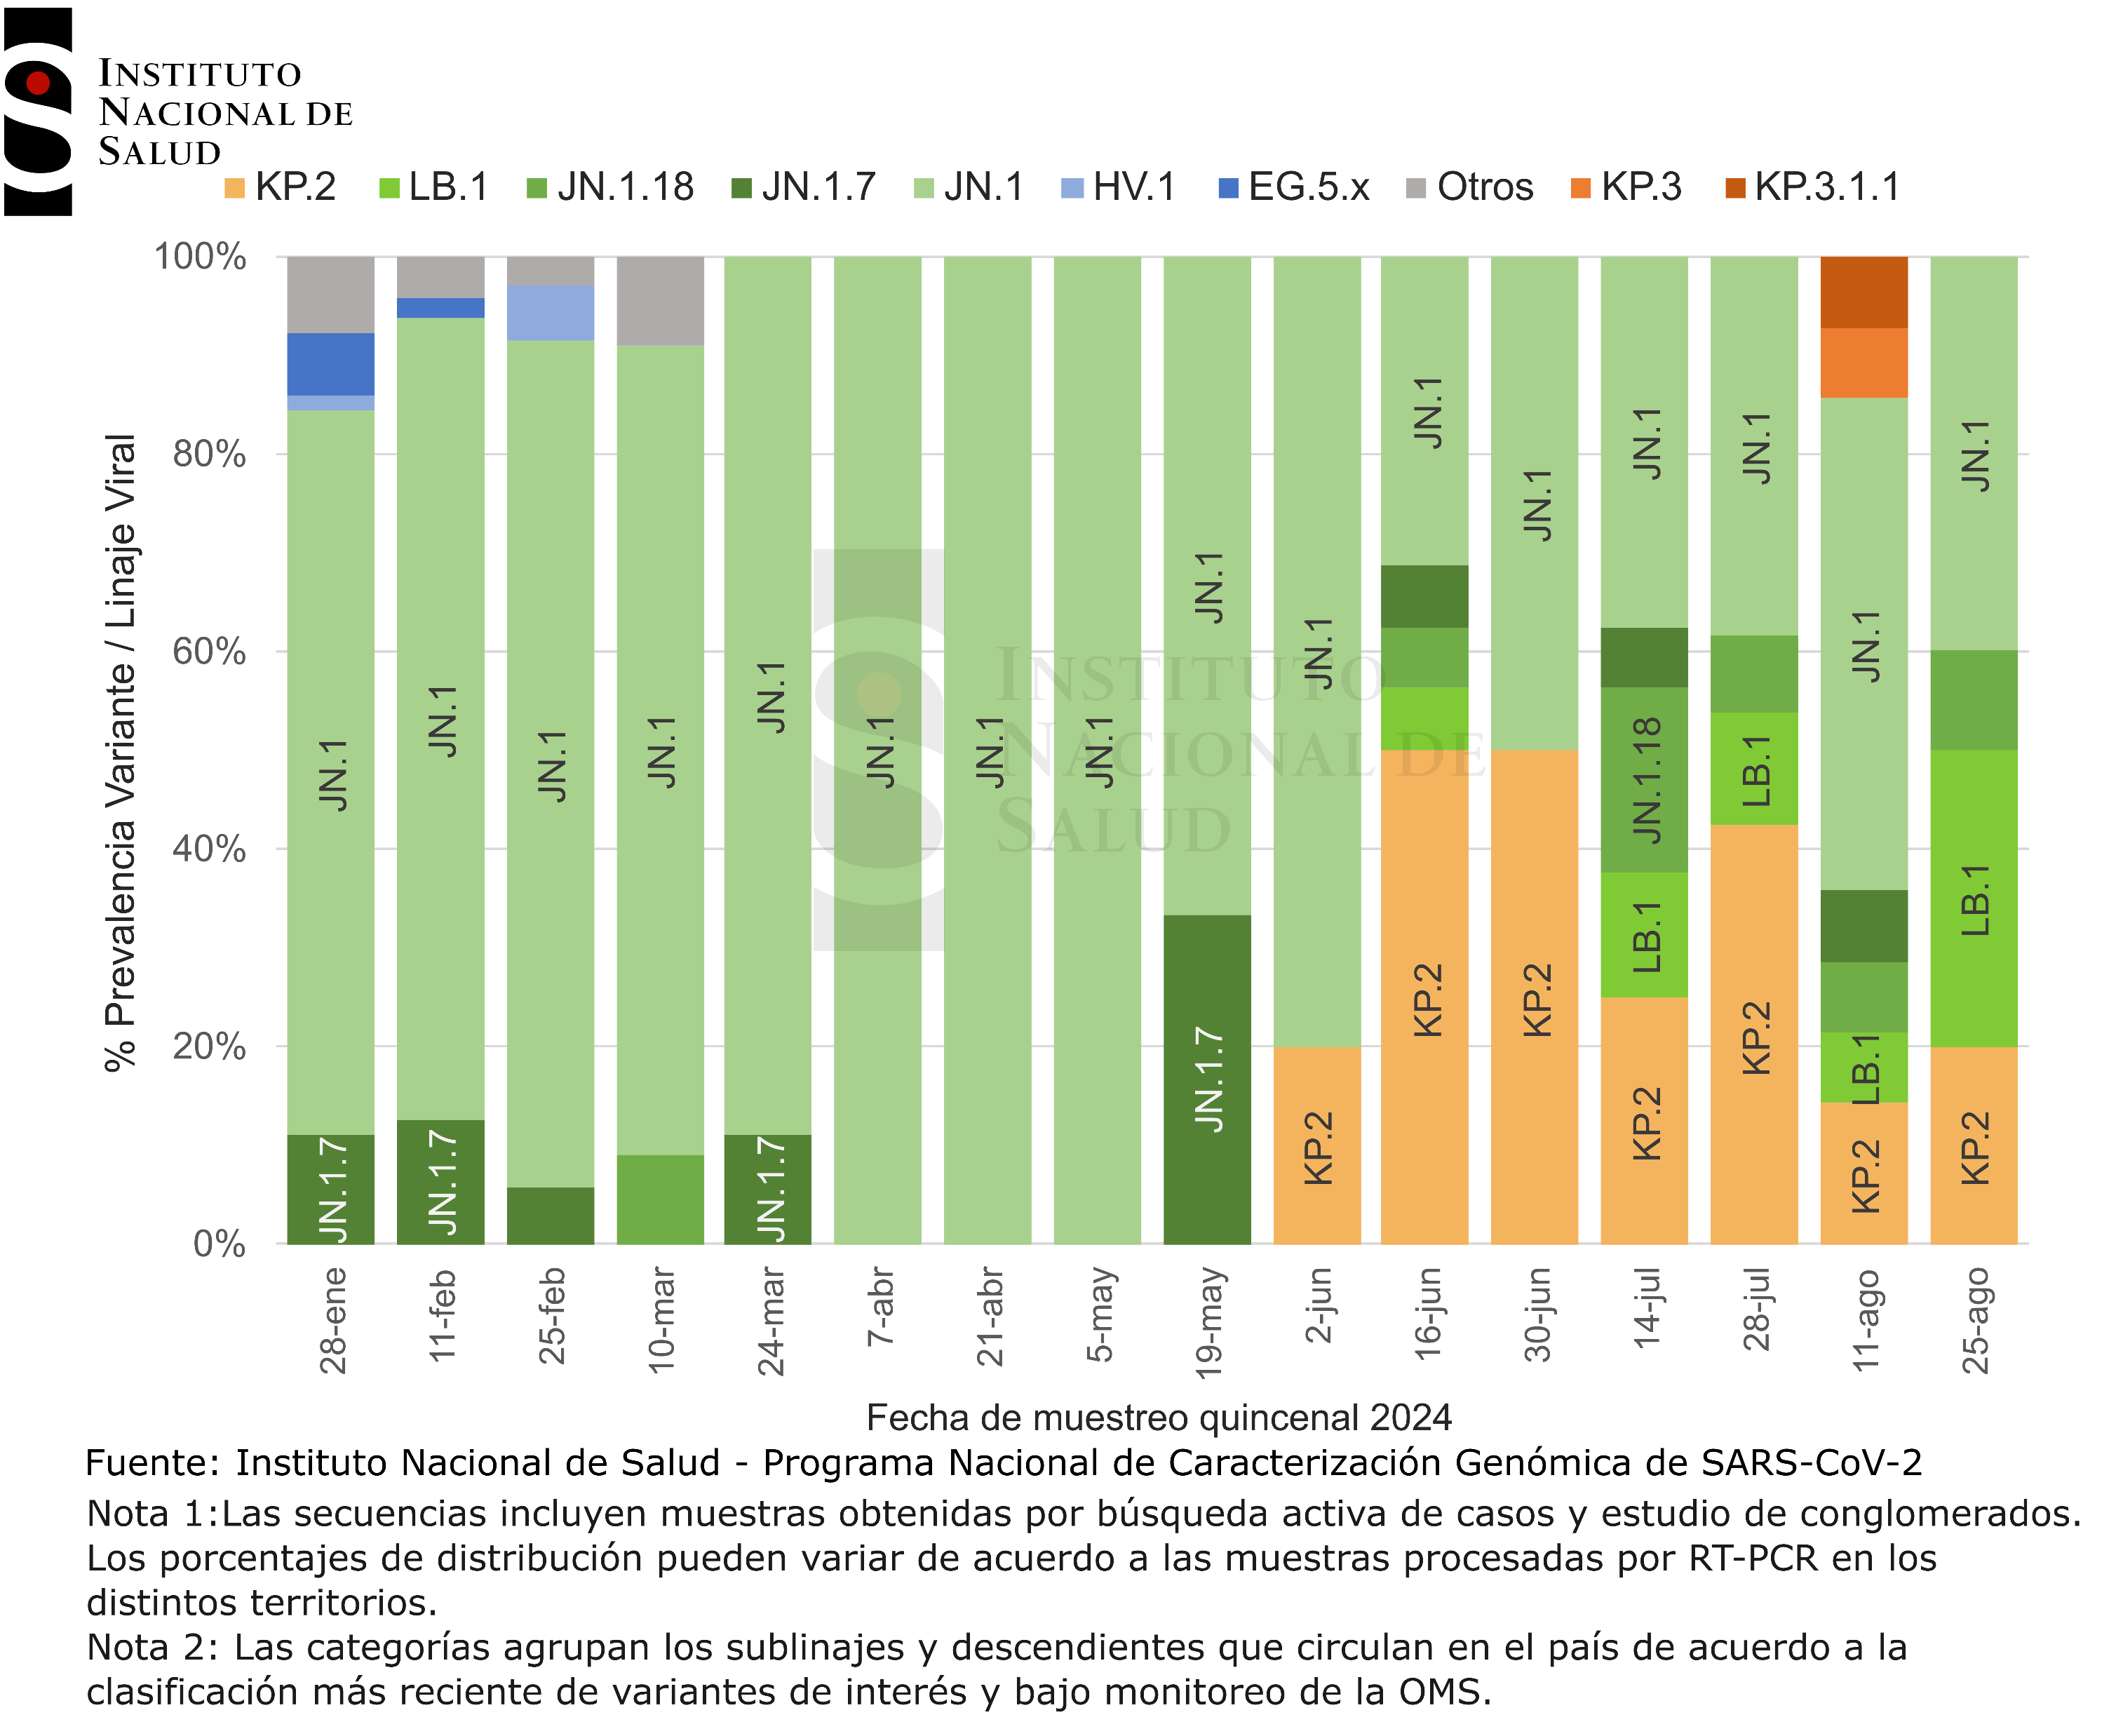 INSTITUTO
NACIONAL DE
SALUD
KP.2 LB.1 JN.1.18 JN.1.7 JN.1 HV.1 EG.5.x Otros KP.3 KP.3.1.1
% Prevalencia Variante / Linaje Viral
100%
80%
60%
40%
20%
0%
JN.1.7
JN.1
JN.1.7
JN.1
JN.1
JN.1
JN.1.7
JN.1
JN.1
JN.1
JN.1
JN.1.7
JN.1
KP.2
JN.1
KP.2
JN.1
KP.2
JN.1
KP.2
LB.1
JN.1.18
JN.1
KP.2
LB.1
JN.1
KP.2
LB.1
JN.1
KP.2
LB.1
JN.1
INSTITUTO
NACIONAL DE
SALUD
28-ene 11-feb 25-feb 10-mar 24-mar 7-abr 21-abr 5-may 19-may 2-jun 16-jun 30-jun 14-jul 28-jul 11-ago 25-ago
Fecha de muestreo quincenal 2024
Fuente: Instituto Nacional de Salud - Programa Nacional de Caracterización Genómica de SARS-CoV-2
Nota 1:Las secuencias incluyen muestras obtenidas por búsqueda activa de casos y estudio de conglomerados.
Los porcentajes de distribución pueden variar de acuerdo a las muestras procesadas por RT-PCR en los
distintos territorios.
Nota 2: Las categorías agrupan los sublinajes y descendientes que circulan en el país de acuerdo a la
clasificación más reciente de variantes de interés y bajo monitoreo de la OMS.